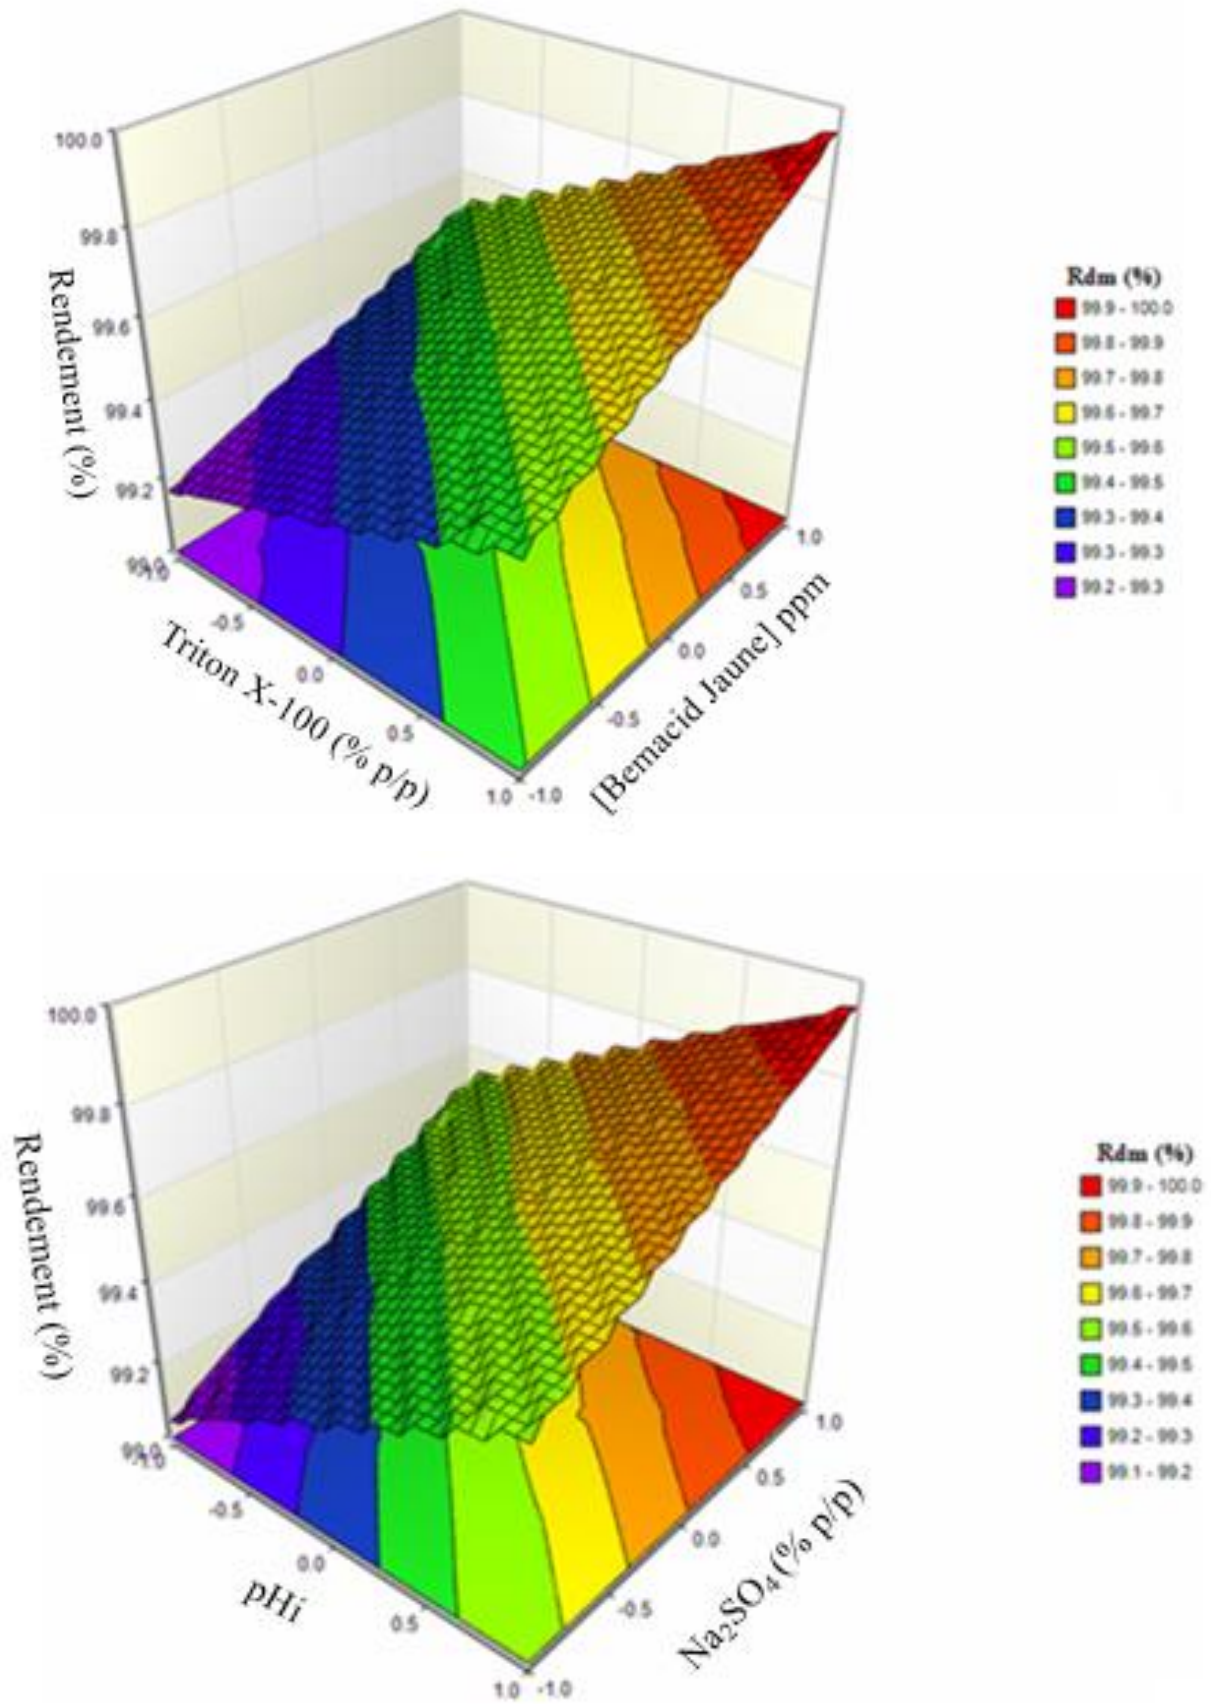 100.0
99.8
99.6
99.4
99.2
99.0
Rendement (%)
-1.0
-0.5
0.0
0.5
1.0
Triton X-100 (% p/p)
-1.0
-0.5
0.0
0.5
1.0
[Bemacid Jaune] ppm
Rdm (%)
99.9 - 100.0
99.8 - 99.9
99.7 - 99.8
99.6 - 99.7
99.5 - 99.6
99.4 - 99.5
99.3 - 99.4
99.3 - 99.3
99.2 - 99.3
100.0
99.8
99.6
99.4
99.2
99.0
Rendement (%)
-1.0
-0.5
0.0
0.5
1.0
pHi
-1.0
-0.5
0.0
0.5
1.0
Na₂SO₄ (% p/p)
Rdm (%)
99.9 - 100.0
99.8 - 99.9
99.7 - 99.8
99.6 - 99.7
99.5 - 99.6
99.4 - 99.5
99.3 - 99.4
99.2 - 99.3
99.1 - 99.2